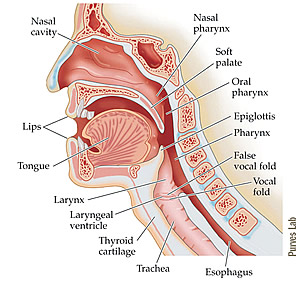 Nasal
cavity
Nasal
pharynx
Soft
palate
Oral
pharynx
Epiglottis
Pharynx
False
vocal fold
Vocal
fold
Lips
Tongue
Larynx
Laryngeal
ventricle
Thyroid
cartilage
Trachea
Esophagus
Purves Lab